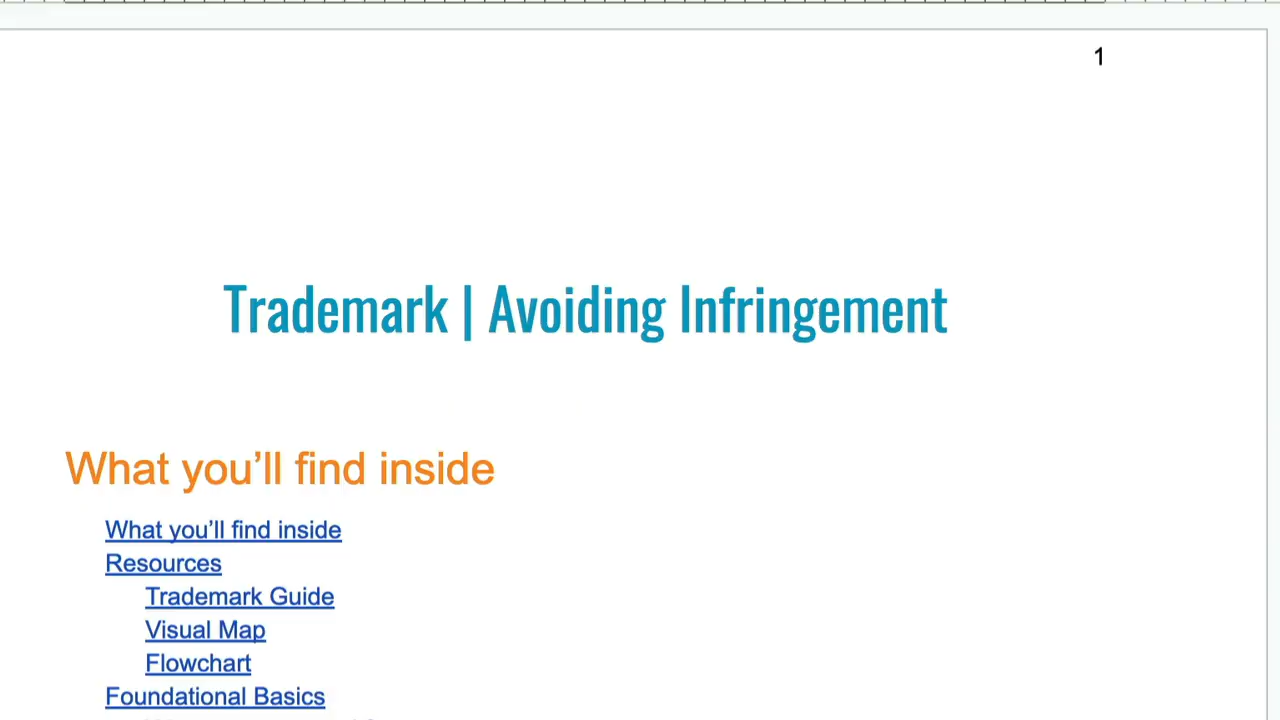 1
Trademark | Avoiding Infringement
What you’ll find inside
What you’ll find inside
Resources
Trademark Guide
Visual Map
Flowchart
Foundational Basics